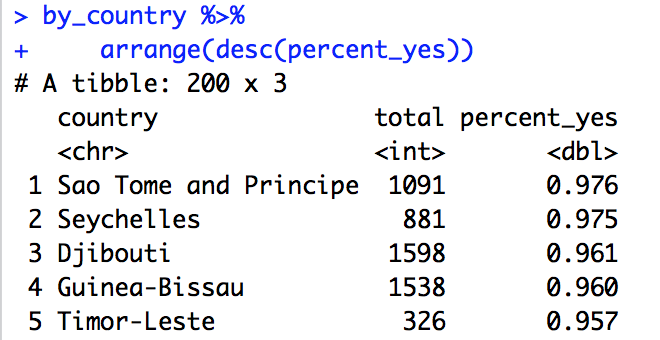 > by_country %>%
+     arrange(desc(percent_yes))
# A tibble: 200 x 3
   country               total percent_yes
   <chr>                 <int>       <dbl>
 1 Sao Tome and Principe  1091       0.976
 2 Seychelles              881       0.975
 3 Djibouti               1598       0.961
 4 Guinea-Bissau          1538       0.960
 5 Timor-Leste             326       0.957